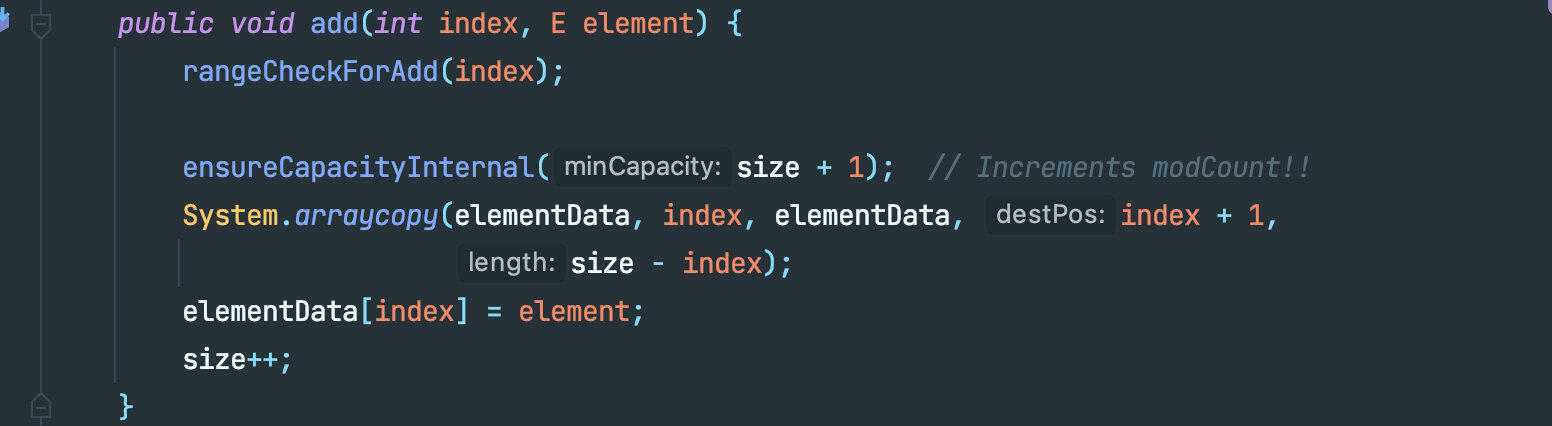 public void add(int index, E element) {
rangeCheckForAdd(index);
ensureCapacityInternal( minCapacity: size + 1);  // Increments modCount!!
System.arraycopy(elementData, index, elementData, destPos: index + 1,
length: size - index);
elementData[index] = element;
size++;
}